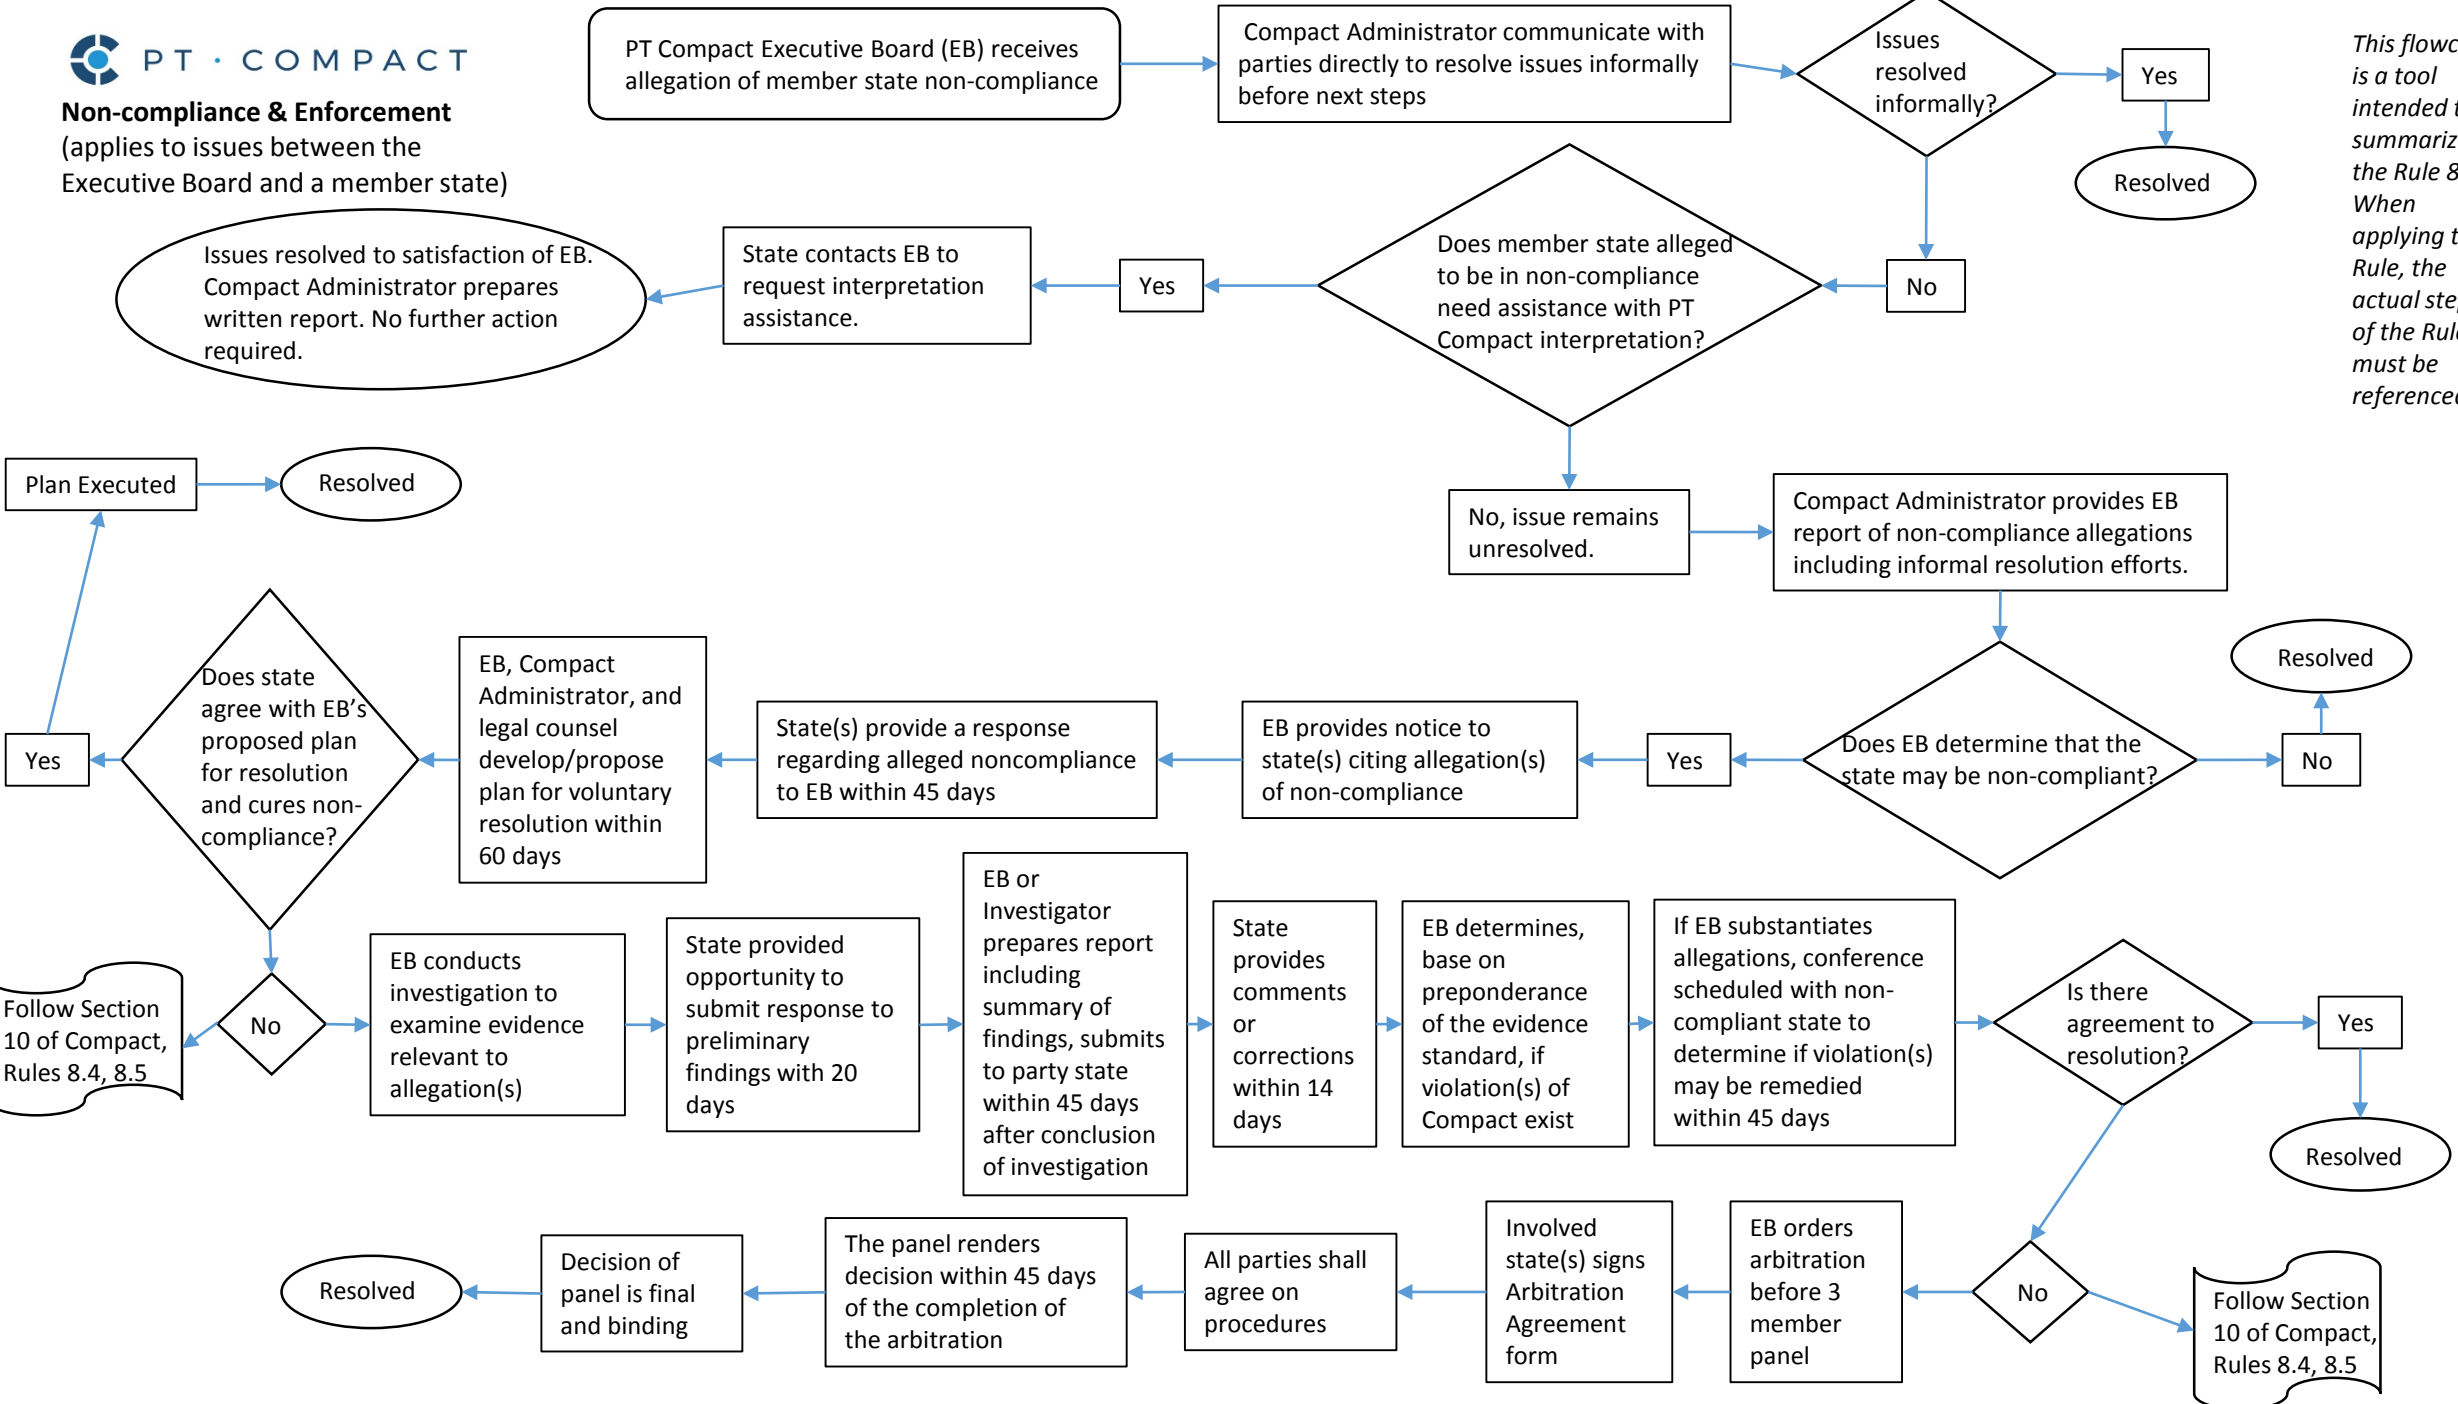 PT · COMPACT
Non-compliance & Enforcement
(applies to issues between the
Executive Board and a member state)
PT Compact Executive Board (EB) receives
allegation of member state non-compliance
Compact Administrator communicate with
parties directly to resolve issues informally
before next steps
Issues
resolved
informally?
Yes
Resolved
This
is a tool
intended
the Rule
When
applying
Rule, the
actual
of the
must be
No
Does member state alleged
to be in non-compliance
need assistance with PT
Compact interpretation?
Yes
State contacts EB to
request interpretation
assistance.
Issues resolved to satisfaction of EB.
Compact Administrator prepares
written report. No further action
required.
No, issue remains
unresolved.
Compact Administrator provides EB
report of non-compliance allegations
including informal resolution efforts.
Does EB determine that the
state may be non-compliant?
No
Resolved
Yes
EB provides notice to
state(s) citing allegation(s)
of non-compliance
State(s) provide a response
regarding alleged noncompliance
to EB within 45 days
EB, Compact
Administrator, and
legal counsel
develop/propose
plan for voluntary
resolution within
60 days
Does state
agree with EB's
proposed plan
for resolution
and cures non-
compliance?
Yes
Plan Executed
Resolved
No
Follow Section
10 of Compact,
Rules 8.4, 8.5
EB conducts
investigation to
examine evidence
relevant to
allegation(s)
State provided
opportunity to
submit response to
preliminary
findings with 20
days
EB or
Investigator
prepares report
including
summary of
findings, submits
to party state
within 45 days
after conclusion
of investigation
State
provides
comments
or
corrections
within 14
days
EB determines,
base on
preponderance
of the evidence
standard, if
violation(s) of
Compact exist
If EB substantiates
allegations, conference
scheduled with non-
compliant state to
determine if violation(s)
may be remedied
within 45 days
Is there
agreement to
resolution?
Yes
Resolved
No
Follow Section
10 of Compact,
Rules 8.4, 8.5
EB orders
arbitration
before 3
member
panel
Involved
state(s) signs
Arbitration
Agreement
form
All parties shall
agree on
procedures
The panel renders
decision within 45 days
of the completion of
the arbitration
Decision of
panel is final
and binding
Resolved